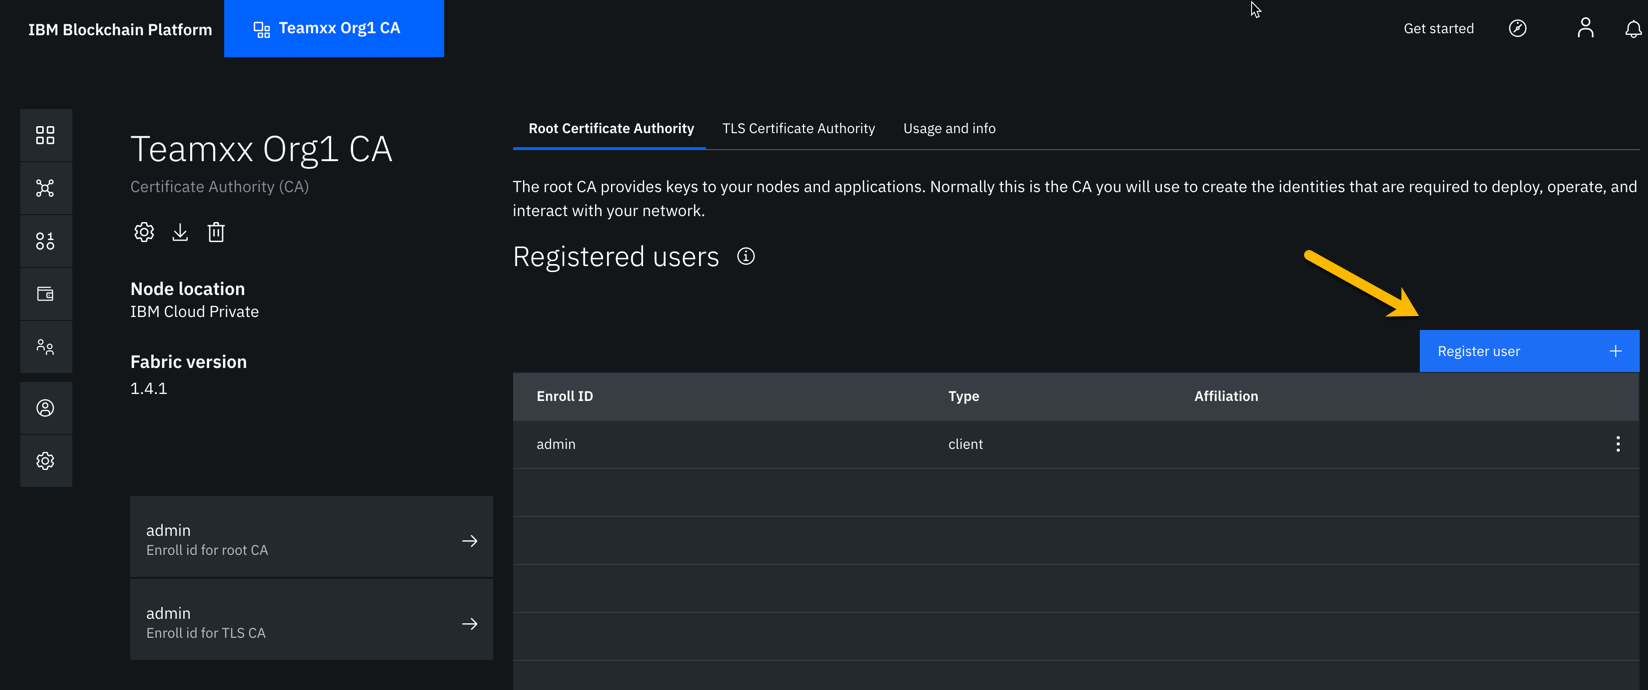 IBM Blockchain Platform
Teamxx Org1 CA
Get started
Teamxx Org1 CA
Certificate Authority (CA)
Node location
IBM Cloud Private
Fabric version
1.4.1
admin
Enroll id for root CA
admin
Enroll id for TLS CA
Root Certificate Authority
TLS Certificate Authority
Usage and info
The root CA provides keys to your nodes and applications. Normally this is the CA you will use to create the identities that are required to deploy, operate, and
interact with your network.
Registered users
Register user
Enroll ID Type Affiliation
admin client